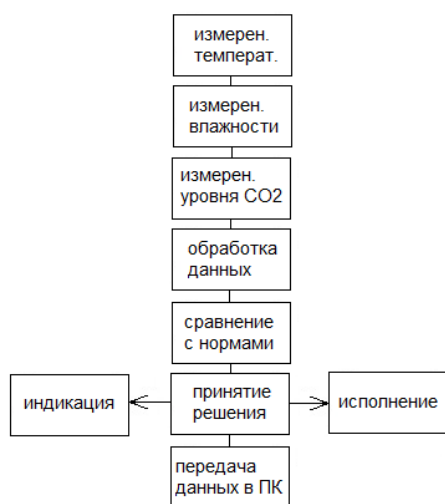 измерен.
температ.
измерен.
влажности
измерен.
уровня CO2
обработка
данных
сравнение
с нормами
индикация
принятие
решения
исполнение
передача
данных в ПК